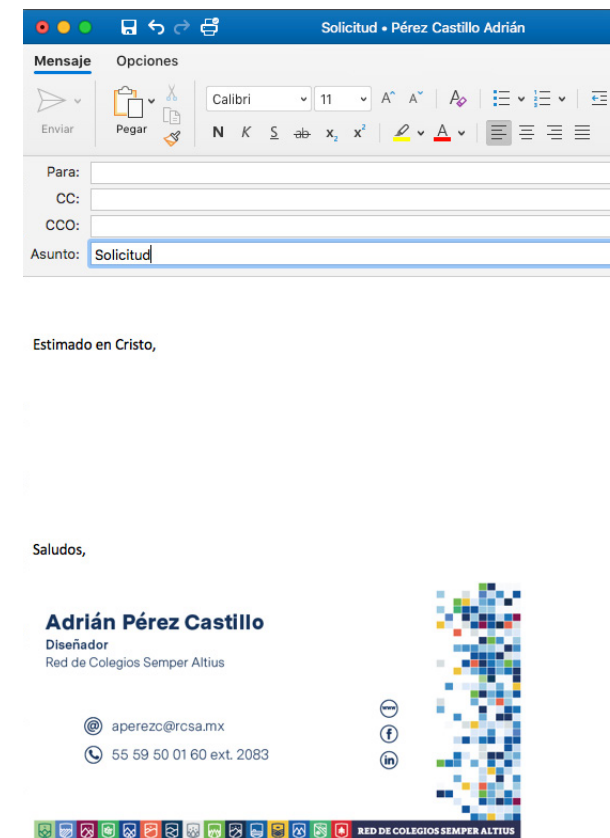 Solicitud • Pérez Castillo Adrián
Mensaje Opciones
Enviar Pegar Calibri 11 A^ A˅ A
N K S ab x₂ x² A
Para:
CC:
CCO:
Asunto: Solicitud
Estimado en Cristo,
Saludos,
Adrián Pérez Castillo
Diseñador
Red de Colegios Semper Altius
@ aperezc@rcsa.mx
55 59 50 01 60 ext. 2083
www
f
in
RED DE COLEGIOS SEMPER ALTIUS